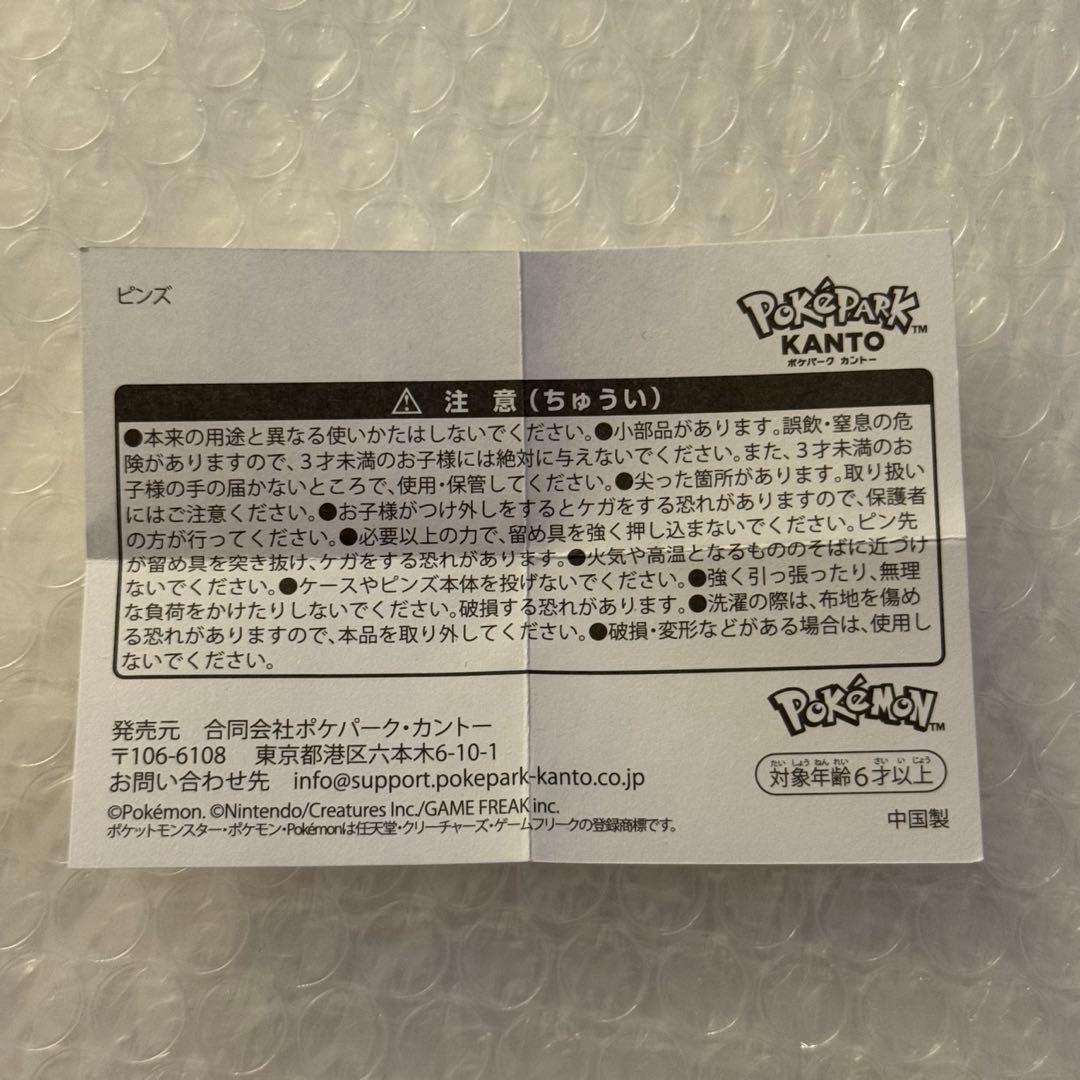 ピンズ
POKÉPARK™
KANTO
ポケパーク カントー
⚠ 注 意(ちゅうい)
●本来の用途と異なる使いかたはしないでください。●小部品があります。誤飲・窒息の危
険がありますので、3才未満のお子様には絶対に与えないでください。また、3才未満のお
子様の手の届かないところで、使用・保管してください。●尖った箇所があります。取り扱い
にはご注意ください。●お子様がつけ外しをするとケガをする恐れがありますので、保護者
の方が行ってください。●必要以上の力で、留め具を強く押し込まないでください。ピン先
が留め具を突き抜け、ケガをする恐れがあります。●火気や高温となるもののそばに近づけ
ないでください。●ケースやピンズ本体を投げないでください。●強く引っ張ったり、無理
な負荷をかけたりしないでください。破損する恐れがあります。●洗濯の際は、布地を傷め
る恐れがありますので、本品を取り外してください。●破損・変形などがある場合は、使用し
ないでください。
POKÉMON™
発売元 合同会社ポケパーク・カントー
〒106-6108 東京都港区六本木6-10-1
お問い合わせ先 info@support.pokepark-kanto.co.jp
たいしょうねんれい さいいじょう
対象年齢6才以上
©Pokémon. ©Nintendo/Creatures Inc./GAME FREAK inc.
ポケットモンスター・ポケモン・Pokémonは任天堂・クリーチャーズ・ゲームフリークの登録商標です。
中国製